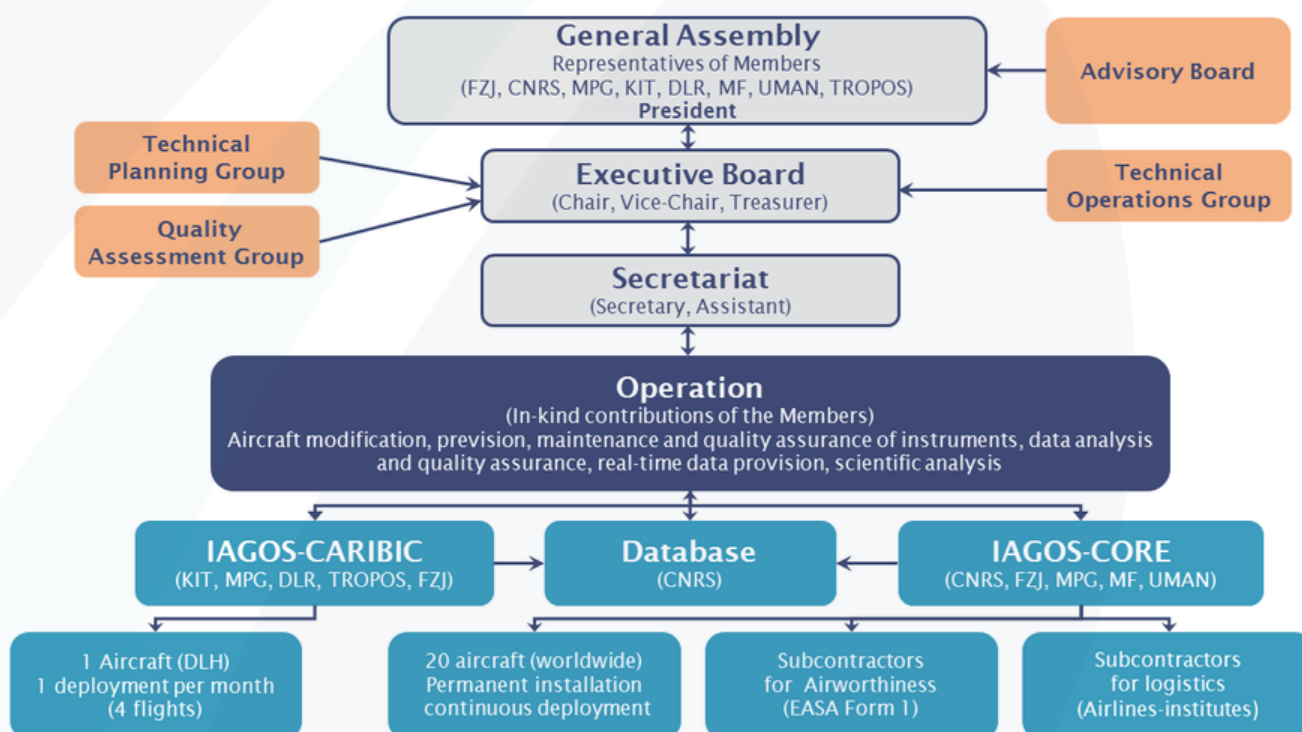 General Assembly
Representatives of Members
(FZJ, CNRS, MPG, KIT, DLR, MF, UMAN, TROPOS)
President
Advisory Board
Technical
Planning Group
Quality
Assessment Group
Executive Board
(Chair, Vice-Chair, Treasurer)
Technical
Operations Group
Secretariat
(Secretary, Assistant)
Operation
(In-kind contributions of the Members)
Aircraft modification, prevision, maintenance and quality assurance of instruments, data analysis
and quality assurance, real-time data provision, scientific analysis
IAGOS-CARIBIC
(KIT, MPG, DLR, TROPOS, FZJ)
Database
(CNRS)
IAGOS-CORE
(CNRS, FZJ, MPG, MF, UMAN)
1 Aircraft (DLH)
1 deployment per month
(4 flights)
20 aircraft (worldwide)
Permanent installation
continuous deployment
Subcontractors
for Airworthiness
(EASA Form 1)
Subcontractors
for logistics
(Airlines-institutes)